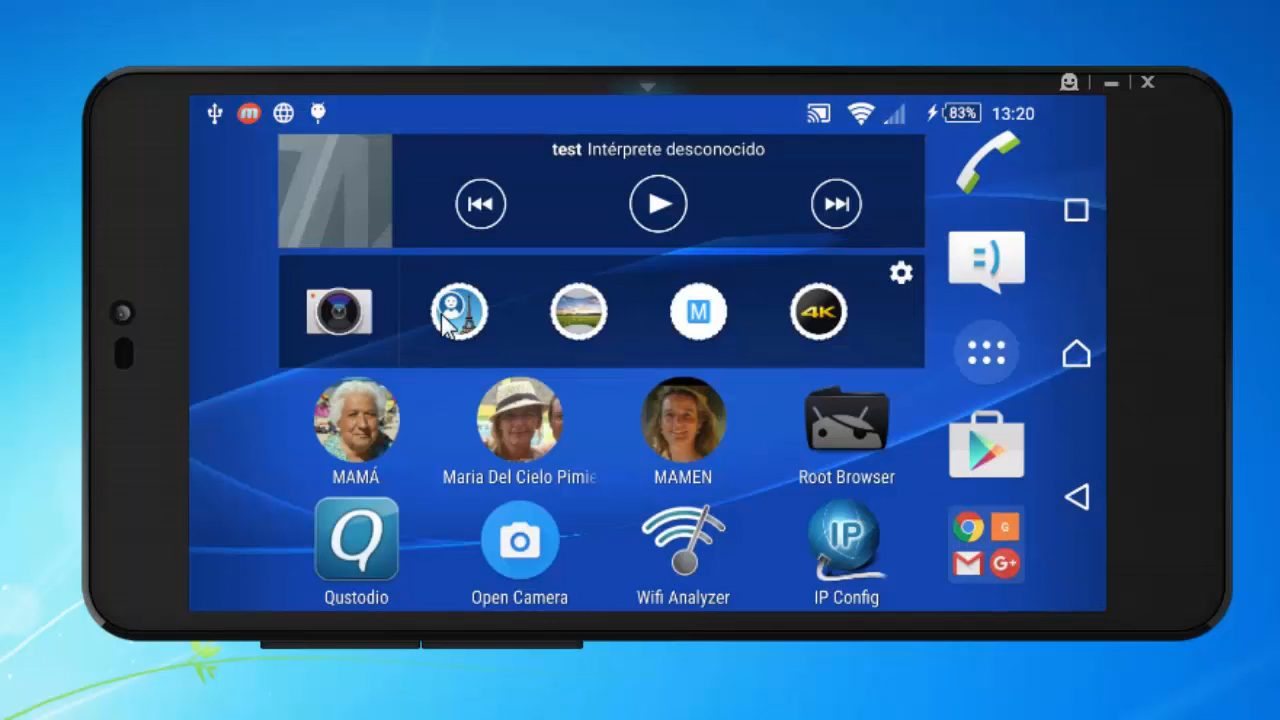 83% 13:20
test Intérprete desconocido
M
4K
MAMÁ
Maria Del Cielo Pimie
MAMEN
Root Browser
IP
G
G+
Qustodio
Open Camera
Wifi Analyzer
IP Config